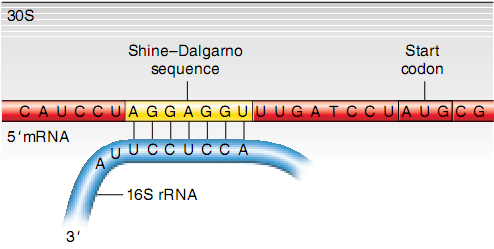 30S
Shine–Dalgarno
sequence
Start
codon
C A U C C U A G G A G G U U U G A T C C U A U G C G
5'mRNA
A U U C C U C C A
16S rRNA
3'